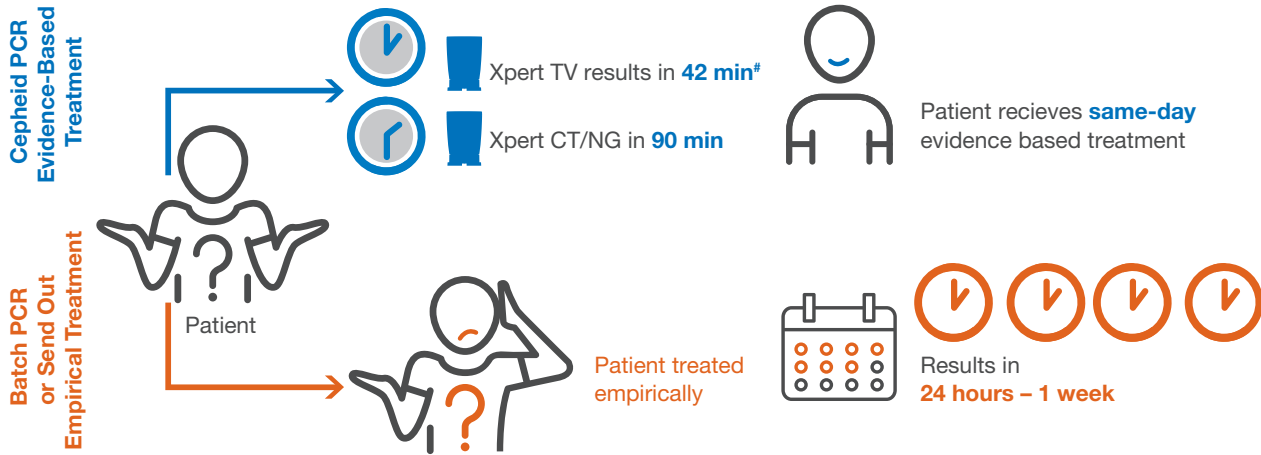 Cepheid PCR
Evidence-Based
Treatment
Xpert TV results in 42 min#
Xpert CT/NG in 90 min
Patient recieves same-day
evidence based treatment
Patient
Batch PCR
or Send Out
Empirical Treatment
Patient treated
empirically
Results in
24 hours – 1 week